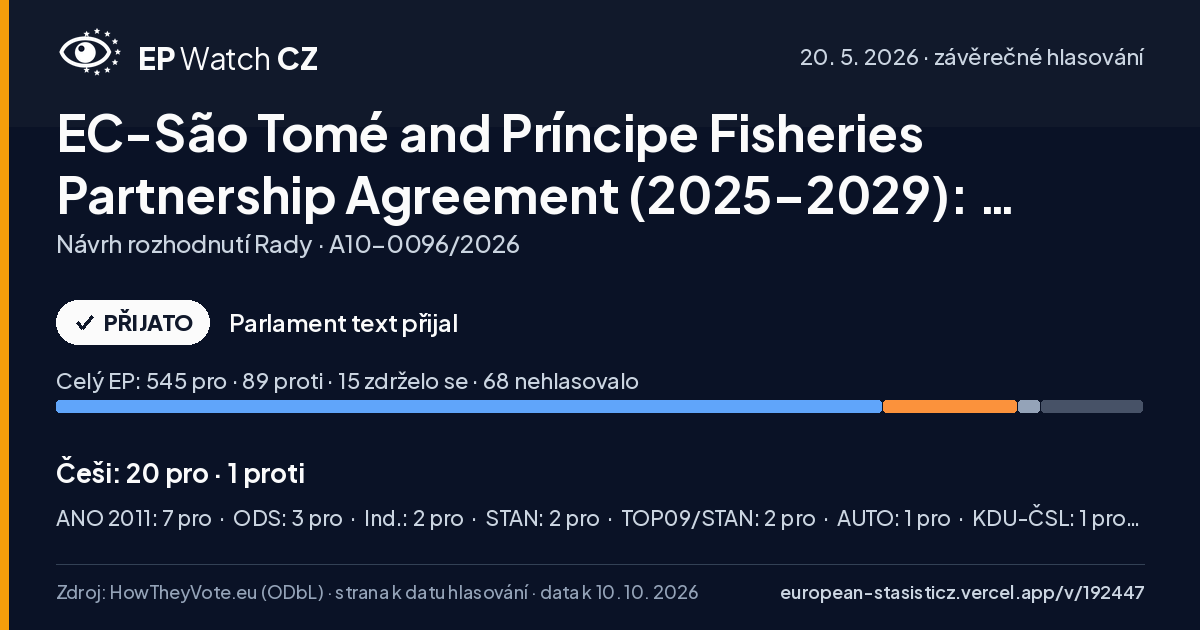 EP Watch CZ
20. 5. 2026 · závěrečné hlasování
EC–São Tomé and Príncipe Fisheries
Partnership Agreement (2025–2029): …
Návrh rozhodnutí Rady · A10–0096/2026
✓ PŘIJATO
Parlament text přijal
Celý EP: 545 pro · 89 proti · 15 zdrželo se · 68 nehlasovalo
Češi: 20 pro · 1 proti
ANO 2011: 7 pro · ODS: 3 pro · Ind.: 2 pro · STAN: 2 pro · TOP09/STAN: 2 pro · AUTO: 1 pro · KDU-ČSL: 1 pro…
Zdroj: HowTheyVote.eu (ODbL) · strana k datu hlasování · data k 10. 10. 2026
european-stasisticz.vercel.app/v/192447